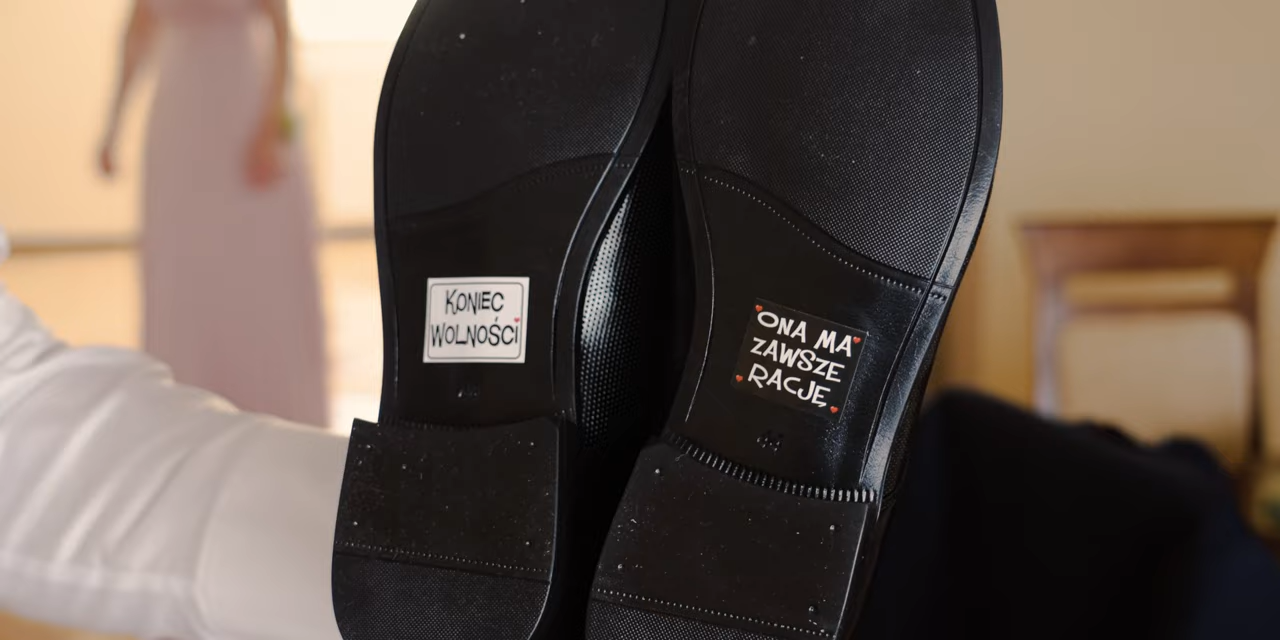 KONIEC
WOLNOŚCI
ONA MA
ZAWSZE
RACJĘ